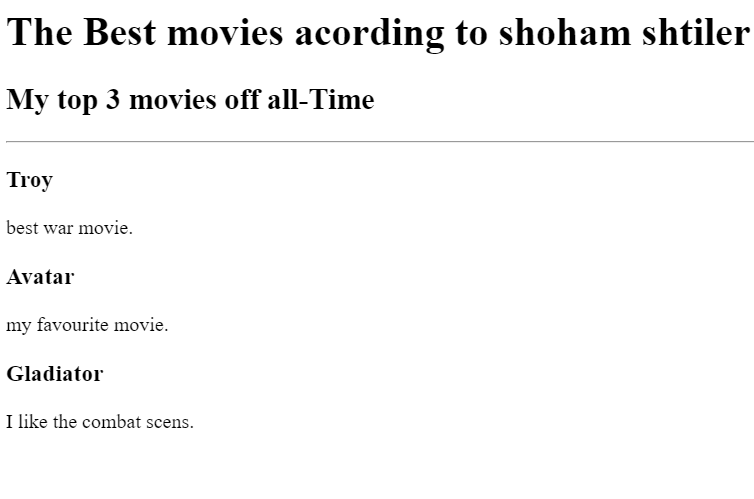 The Best movies acording to shoham shtiler
My top 3 movies off all-Time
Troy
best war movie.
Avatar
my favourite movie.
Gladiator
I like the combat scens.